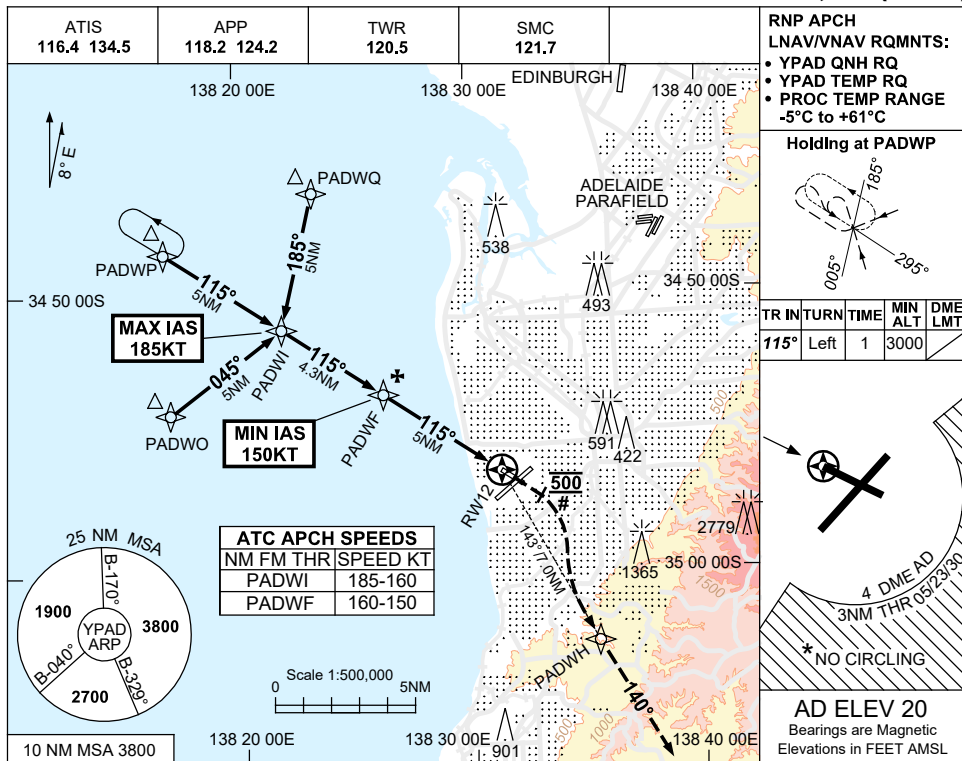 ATIS
116.4 134.5
APP
118.2 124.2
TWR
120.5
SMC
121.7
RNP APCH
LNAV/VNAV RQMNTS:
• YPAD QNH RQ
• YPAD TEMP RQ
• PROC TEMP RANGE
-5°C to +61°C
138 20 00E
138 30 00E
EDINBURGH
138 40 00E
8° E
PADWQ
185°
5NM
PADWP
115°
5NM
ADELAIDE
PARAFIELD
538
493
34 50 00S
34 50 00S
MAX IAS
185KT
PADWI
115°
4.3NM
045°
5NM
PADWO
MIN IAS
150KT
PADWF
115°
5NM
591
422
500
RW12
500
#
143°/7.0NM
2779
1365
35 00 00S
1500
PADWH
140°
500
1000
901
25 NM MSA
B-170°
1900
3800
YPAD
ARP
B-040°
B-329°
2700
10 NM MSA 3800
ATC APCH SPEEDS
NM FM THR SPEED KT
PADWI 185-160
PADWF 160-150
Scale 1:500,000
0 5NM
138 20 00E
138 30 00E
138 40 00E
Holding at PADWP
185°
005°
295°
TR IN TURN TIME MIN ALT DME LMT
115° Left 1 3000
4 DME AD
3NM THR 05/23/30
*NO CIRCLING
AD ELEV 20
Bearings are Magnetic
Elevations in FEET AMSL